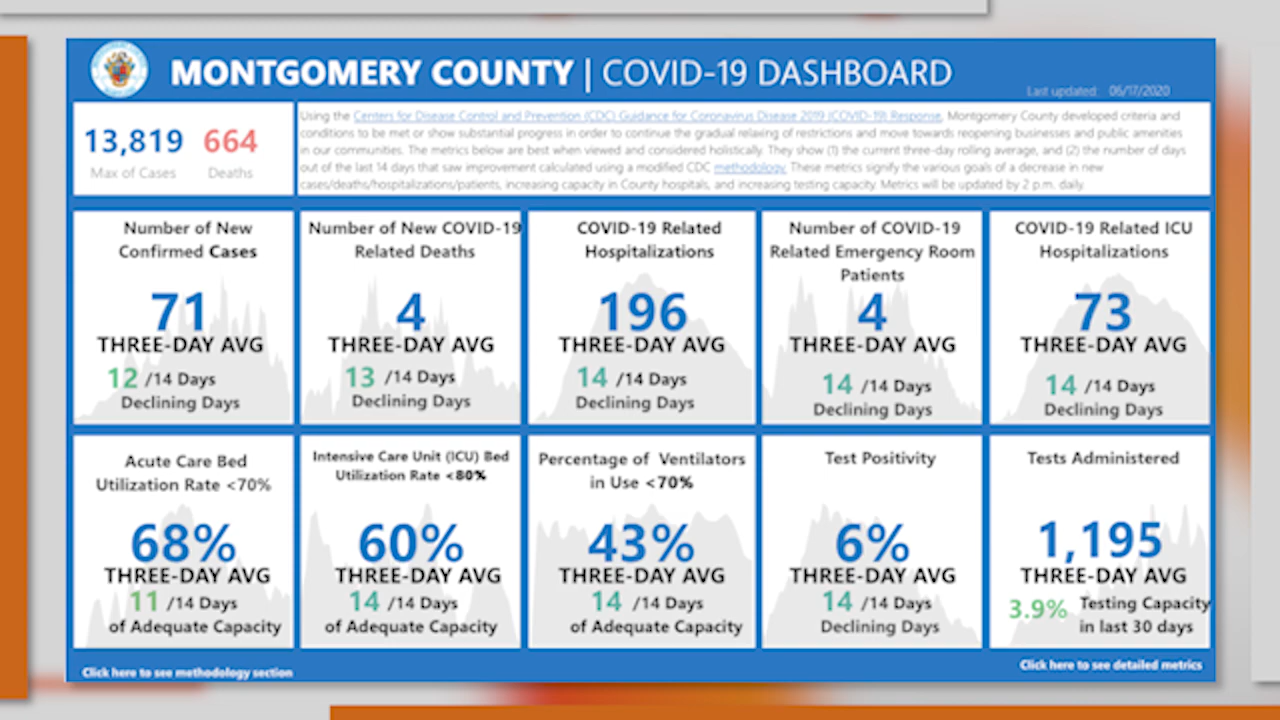 MONTGOMERY COUNTY | COVID-19 DASHBOARD
Last updated: 06/17/2020
13,819 664
Max of Cases Deaths
Using the Centers for Disease Control and Prevention (CDC) Guidance for Coronavirus Disease 2019 (COVID-19) Response, Montgomery County developed criteria and
conditions to be met or show substantial progress in order to continue the gradual relaxing of restrictions and move towards reopening businesses and public amenities
in our communities. The metrics below are best when viewed and considered holistically. They show (1) the current three-day rolling average, and (2) the number of days
out of the last 14 days that saw improvement calculated using a modified CDC methodology. These metrics signify the various goals of a decrease in new
cases/deaths/hospitalizations/patients, increasing capacity in County hospitals, and increasing testing capacity. Metrics will be updated by 2 p.m. daily.
Number of New
Confirmed Cases
71
THREE-DAY AVG
12 /14 Days
Declining Days
Number of New COVID-19
Related Deaths
4
THREE-DAY AVG
13 /14 Days
Declining Days
COVID-19 Related
Hospitalizations
196
THREE-DAY AVG
14 /14 Days
Declining Days
Number of COVID-19
Related Emergency Room
Patients
4
THREE-DAY AVG
14 /14 Days
Declining Days
COVID-19 Related ICU
Hospitalizations
73
THREE-DAY AVG
14 /14 Days
Declining Days
Acute Care Bed
Utilization Rate <70%
68%
THREE-DAY AVG
11 /14 Days
of Adequate Capacity
Intensive Care Unit (ICU) Bed
Utilization Rate <80%
60%
THREE-DAY AVG
14 /14 Days
of Adequate Capacity
Percentage of Ventilators
in Use <70%
43%
THREE-DAY AVG
14 /14 Days
of Adequate Capacity
Test Positivity
6%
THREE-DAY AVG
14 /14 Days
Declining Days
Tests Administered
1,195
THREE-DAY AVG
3.9% Testing Capacity
in last 30 days
Click here to see methodology section
Click here to see detailed metrics